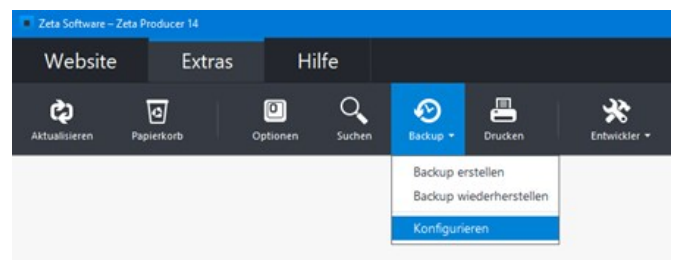 Zeta Software – Zeta Producer 14
Website Extras Hilfe
Aktualisieren Papierkorb Optionen Suchen Backup Drucken Entwickler
Backup erstellen
Backup wiederherstellen
Konfigurieren